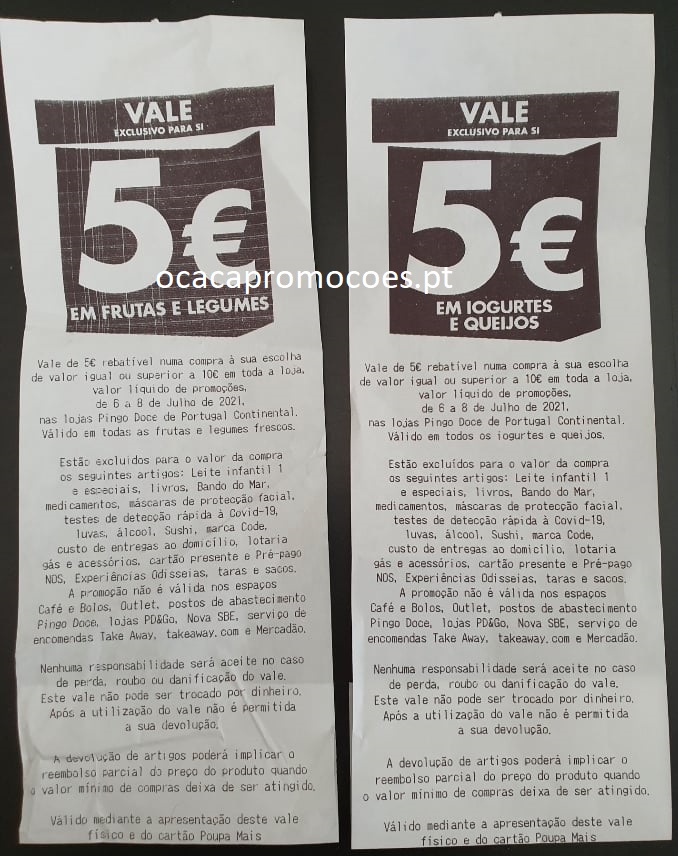 VALE
EXCLUSIVO PARA SI
5€
EM FRUTAS E LEGUMES
Vale de 5€ rebatível numa compra à sua escolha
de valor igual ou superior a 10€ em toda a loja,
valor líquido de promoções,
de 6 a 8 de Julho de 2021,
nas lojas Pingo Doce de Portugal Continental.
Válido em todas as frutas e legumes frescos.
Estão excluídos para o valor da compra
os seguintes artigos: Leite infantil 1
e especiais, livros, Bando do Mar,
medicamentos, máscaras de protecção facial,
testes de detecção rápida à Covid-19,
luvas, álcool, Sushi, marca Code,
custo de entregas ao domicílio, lotaria
gás e acessórios, cartão presente e Pré-pago
NOS, Experiências Odisseias, taras e sacos.
A promoção não é válida nos espaços
Café e Bolos, Outlet, postos de abastecimento
Pingo Doce, lojas PD&Go, Nova SBE, serviço de
encomendas Take Away, takeaway.com e Mercadão.
Nenhuma responsabilidade será aceite no caso
de perda, roubo ou danificação do vale.
Este vale não pode ser trocado por dinheiro.
Após a utilização do vale não é permitida
a sua devolução.
A devolução de artigos poderá implicar o
reembolso parcial do preço do produto quando
o valor mínimo de compras deixa de ser atingido.
Válido mediante a apresentação deste vale
físico e do cartão Poupa Mais
VALE
EXCLUSIVO PARA SI
5€
EM IOGURTES
E QUEIJOS
Vale de 5€ rebatível numa compra à sua escolha
de valor igual ou superior a 10€ em toda a loja,
valor líquido de promoções,
de 6 a 8 de Julho de 2021,
nas lojas Pingo Doce de Portugal Continental.
Válido em todos os iogurtes e queijos.
Estão excluídos para o valor da compra
os seguintes artigos: Leite infantil 1
e especiais, livros, Bando do Mar,
medicamentos, máscaras de protecção facial,
testes de detecção rápida à Covid-19,
luvas, álcool, Sushi, marca Code,
custo de entregas ao domicílio, lotaria
gás e acessórios, cartão presente e Pré-pago
NOS, Experiências Odisseias, taras e sacos.
A promoção não é válida nos espaços
Café e Bolos, Outlet, postos de abastecimento
Pingo Doce, lojas PD&Go, Nova SBE, serviço de
encomendas Take Away, takeaway.com e Mercadão.
Nenhuma responsabilidade será aceite no caso
de perda, roubo ou danificação do vale.
Este vale não pode ser trocado por dinheiro.
Após a utilização do vale não é permitida
a sua devolução.
A devolução de artigos poderá implicar o
reembolso parcial do preço do produto quando
o valor mínimo de compras deixa de ser atingido.
Válido mediante a apresentação deste vale
físico e do cartão Poupa Mais
ocacapromocoes.pt